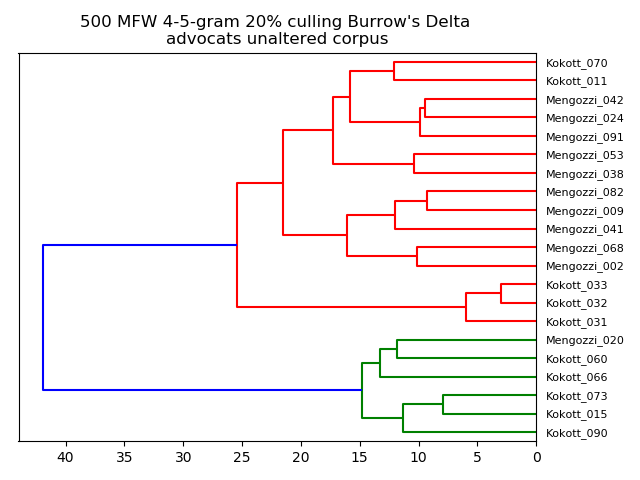 500 MFW 4-5-gram 20% culling Burrow's Delta
advocats unaltered corpus
Kokott_070
Kokott_011
Mengozzi_042
Mengozzi_024
Mengozzi_091
Mengozzi_053
Mengozzi_038
Mengozzi_082
Mengozzi_009
Mengozzi_041
Mengozzi_068
Mengozzi_002
Kokott_033
Kokott_032
Kokott_031
Mengozzi_020
Kokott_060
Kokott_066
Kokott_073
Kokott_015
Kokott_090
40 35 30 25 20 15 10 5 0